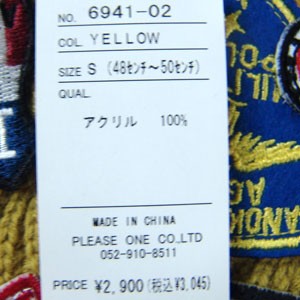 NO. 6941-02
COL. YELLOW
SIZE S (48ｾﾝﾁ～50ｾﾝﾁ)
QUAL.
アクリル 100%
MADE IN CHINA
PLEASE ONE CO.,LTD
052-910-8511
PRICE ¥2,900(税込¥3,045)